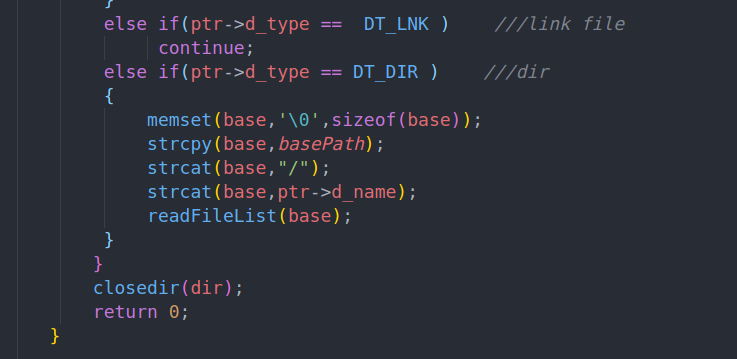 }
else if(ptr->d_type ==  DT_LNK )    ///link file
continue;
else if(ptr->d_type == DT_DIR )    ///dir
{
memset(base,'\0',sizeof(base));
strcpy(base,basePath);
strcat(base,"/");
strcat(base,ptr->d_name);
readFileList(base);
}
}
closedir(dir);
return 0;
}